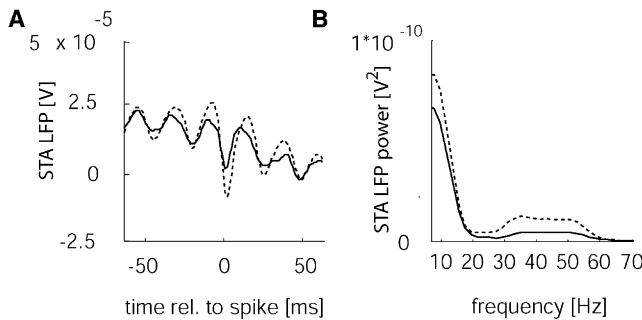 A
-5
5 x 10
STA LFP [V]
2.5
0
-2.5
-50
0
50
time rel. to spike [ms]
B
1*10 -10
STA LFP power [V2]
0
10 20 30 40 50 60 70
frequency [Hz]